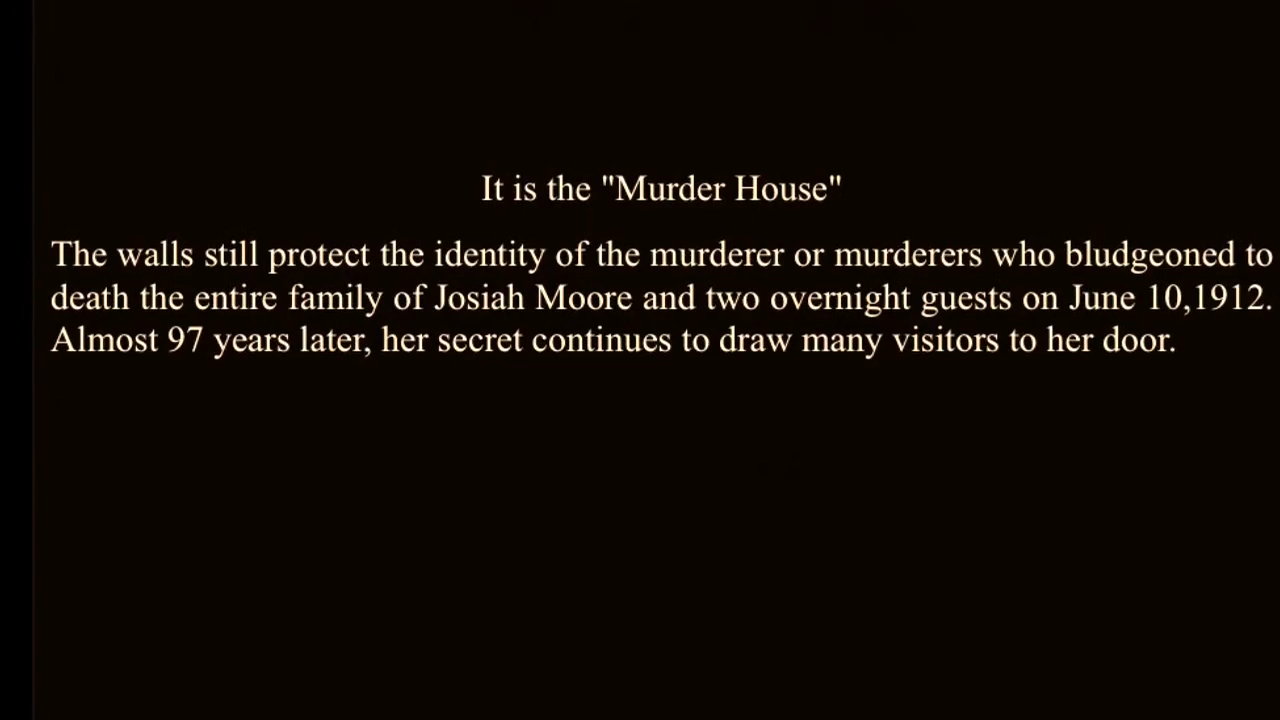 It is the "Murder House"
The walls still protect the identity of the murderer or murderers who bludgeoned to
death the entire family of Josiah Moore and two overnight guests on June 10,1912.
Almost 97 years later, her secret continues to draw many visitors to her door.